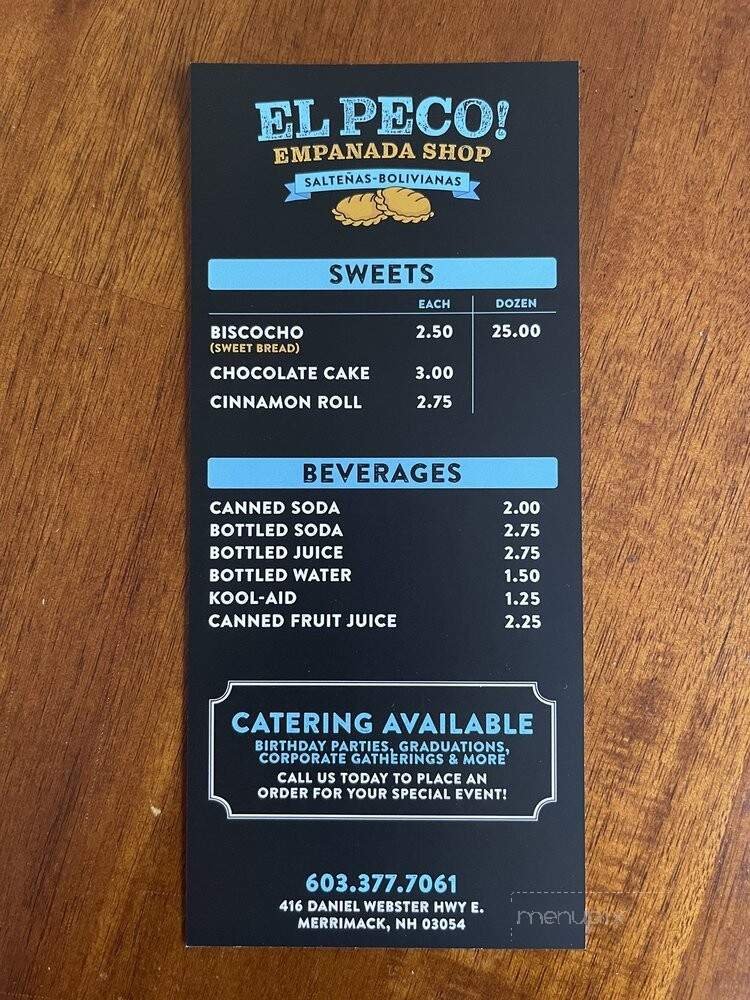 EL PECO!
EMPANADA SHOP
SALTEÑAS-BOLIVIANAS
SWEETS
EACH DOZEN
BISCOCHO 2.50 25.00
(SWEET BREAD)
CHOCOLATE CAKE 3.00
CINNAMON ROLL 2.75
BEVERAGES
CANNED SODA 2.00
BOTTLED SODA 2.75
BOTTLED JUICE 2.75
BOTTLED WATER 1.50
KOOL-AID 1.25
CANNED FRUIT JUICE 2.25
CATERING AVAILABLE
BIRTHDAY PARTIES, GRADUATIONS,
CORPORATE GATHERINGS & MORE
CALL US TODAY TO PLACE AN
ORDER FOR YOUR SPECIAL EVENT!
603.377.7061
416 DANIEL WEBSTER HWY E.
MERRIMACK, NH 03054
menupix